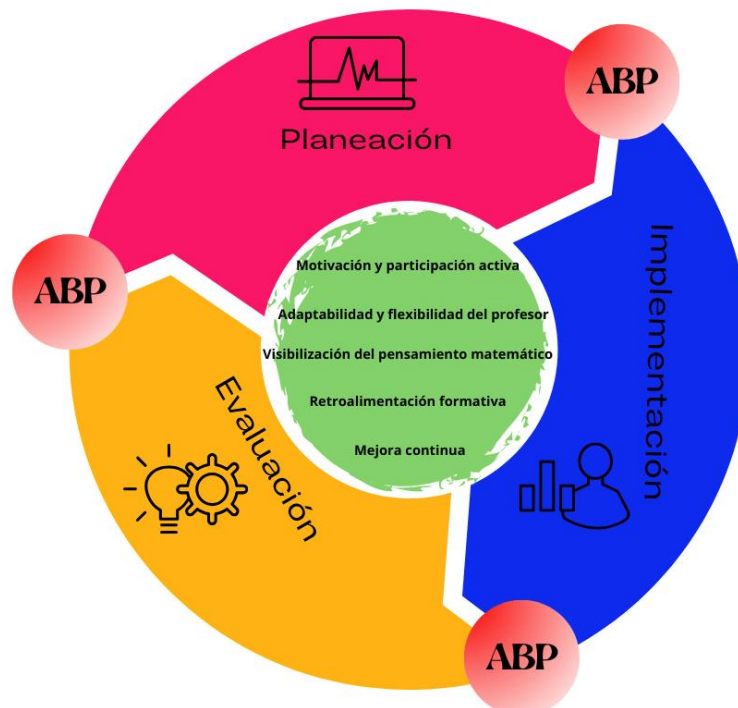 ABP
Planeación
ABP
Implementación
Motivación y participación activa
Adaptabilidad y flexibilidad del profesor
Visibilización del pensamiento matemático
Retroalimentación formativa
Mejora continua
Evaluación
ABP